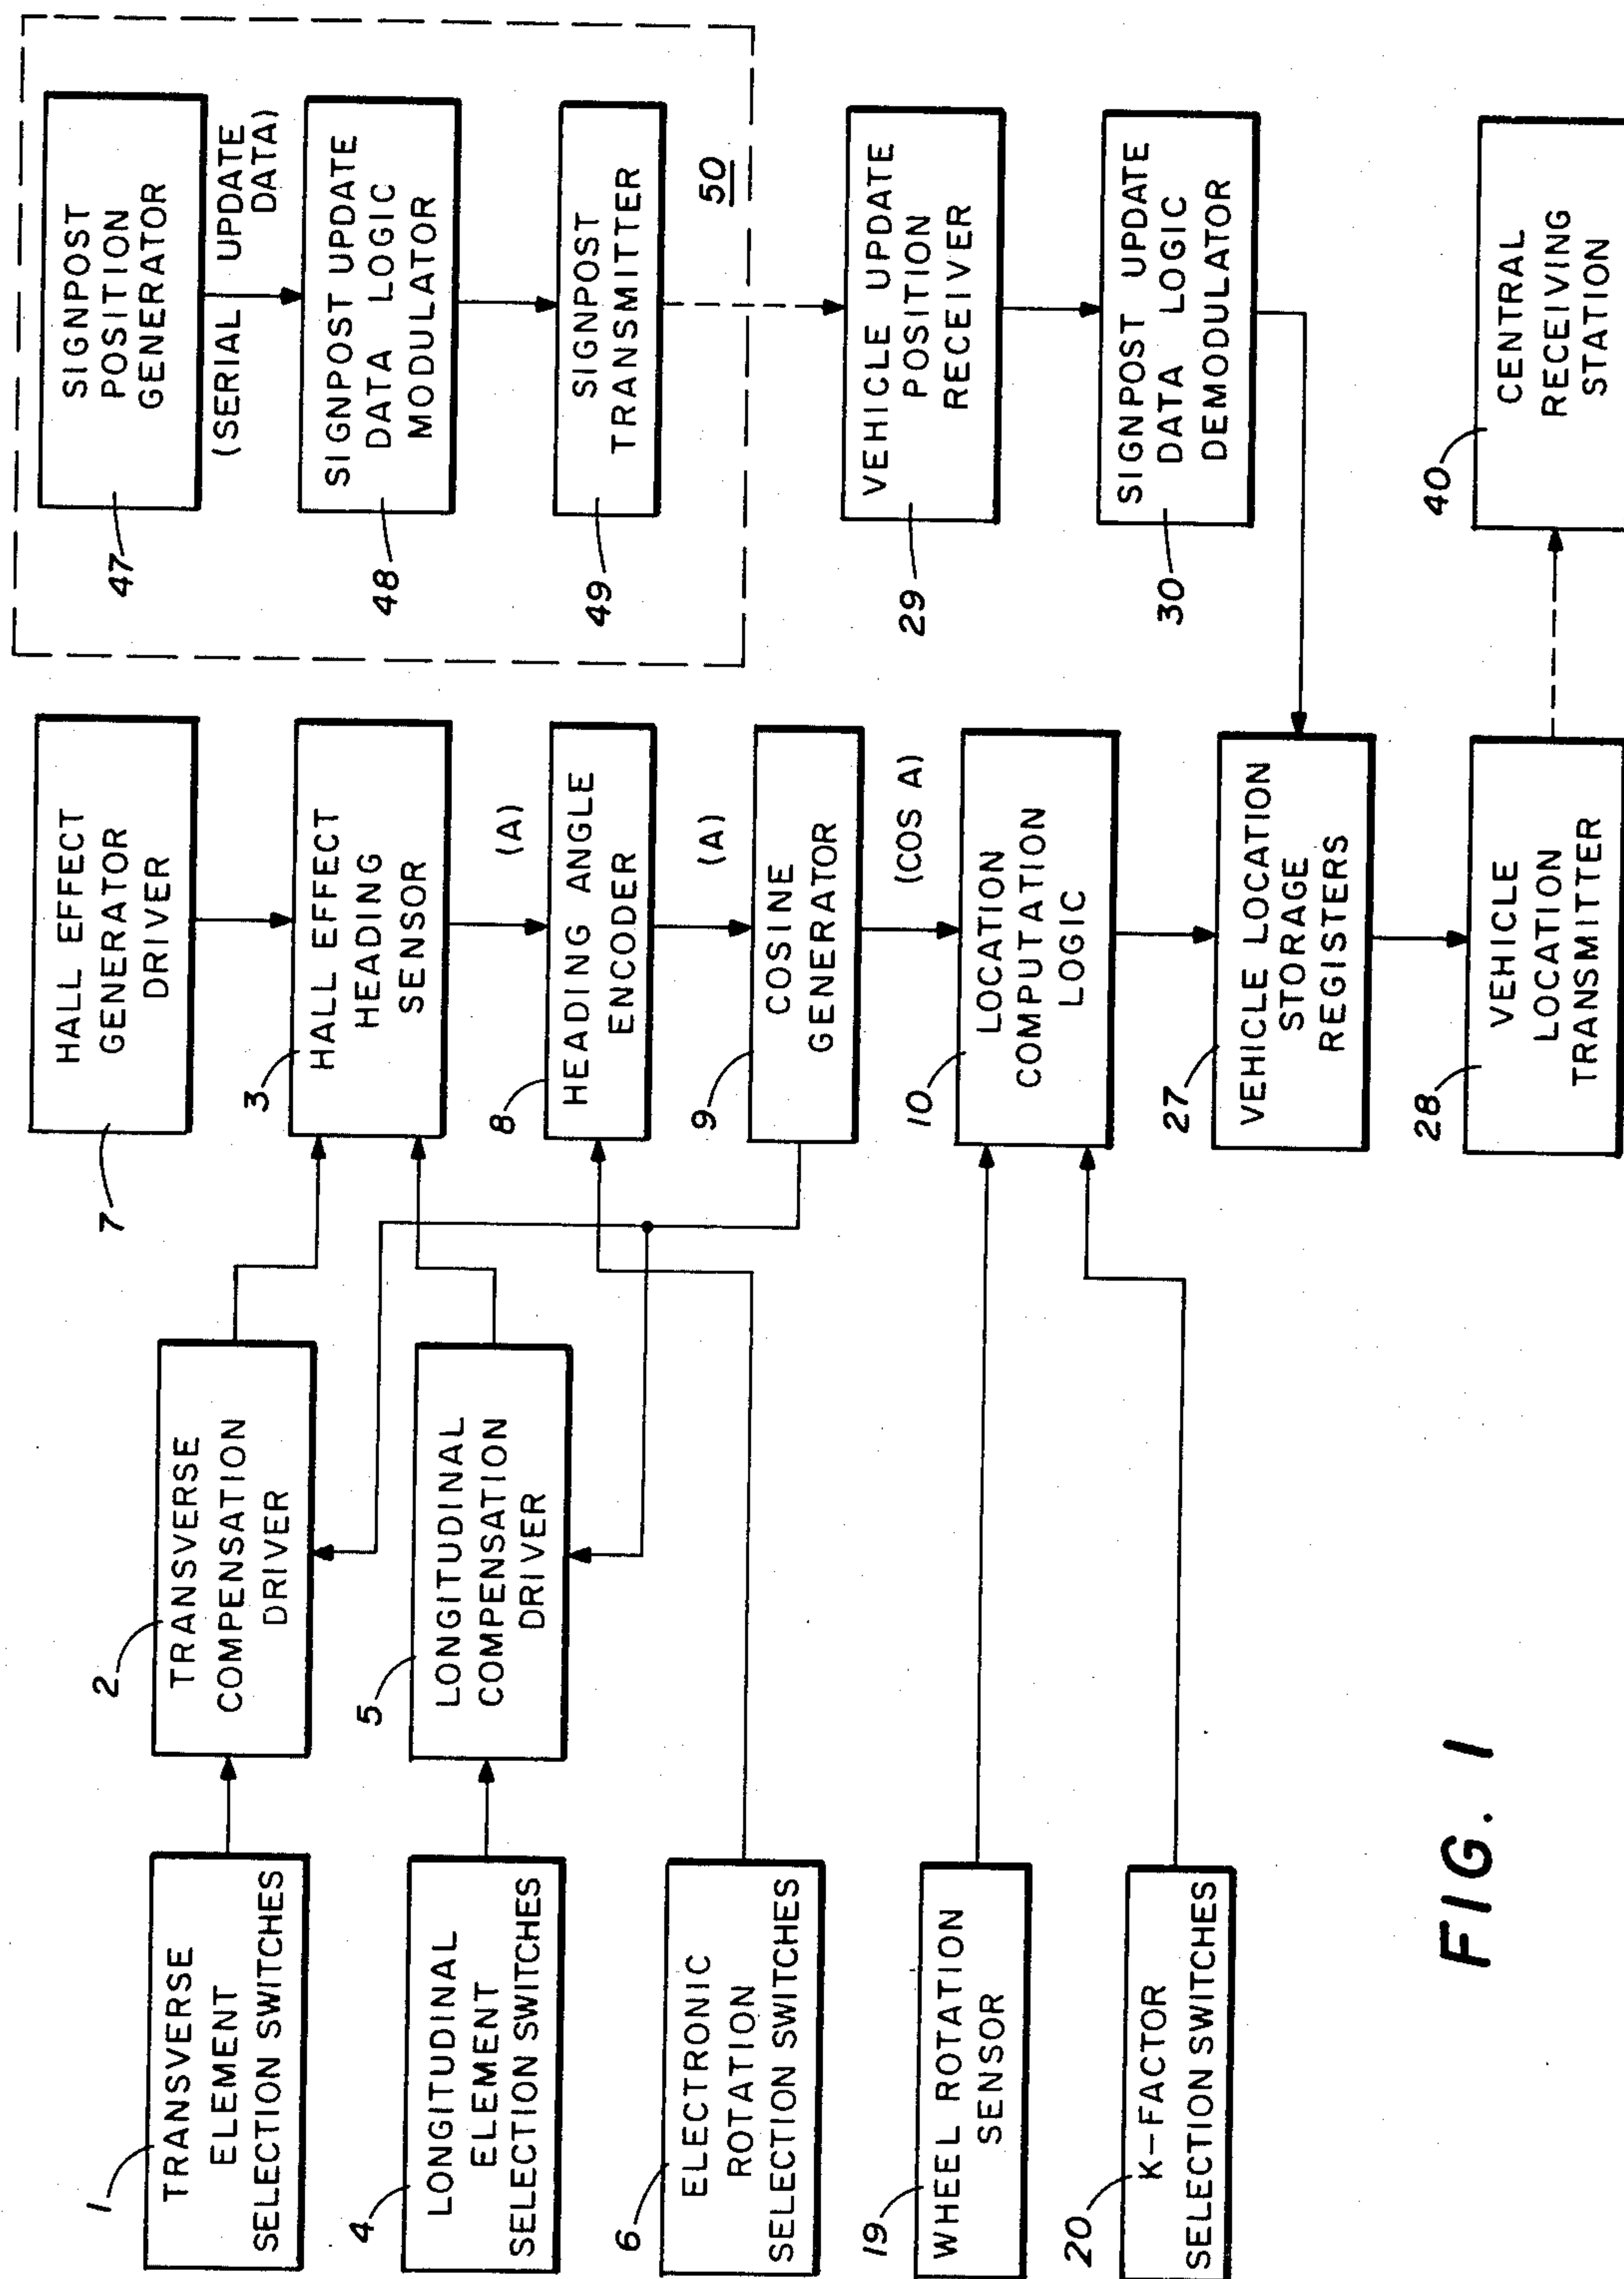 1
TRANSVERSE
ELEMENT
SELECTION SWITCHES
2
TRANSVERSE
COMPENSATION
DRIVER
4
LONGITUDINAL
ELEMENT
SELECTION SWITCHES
5
LONGITUDINAL
COMPENSATION
DRIVER
6
ELECTRONIC
ROTATION
SELECTION SWITCHES
19
WHEEL ROTATION
SENSOR
20
K-FACTOR
SELECTION SWITCHES
7
HALL EFFECT
GENERATOR
DRIVER
3
HALL EFFECT
HEADING
SENSOR
(A)
8
HEADING ANGLE
ENCODER
(A)
9
COSINE
GENERATOR
(COS A)
10
LOCATION
COMPUTATION
LOGIC
27
VEHICLE LOCATION
STORAGE
REGISTERS
28
VEHICLE
LOCATION
TRANSMITTER
47
SIGNPOST
POSITION
GENERATOR
(SERIAL UPDATE
DATA)
48
SIGNPOST UPDATE
DATA LOGIC
MODULATOR
49
SIGNPOST
TRANSMITTER
50
29
VEHICLE UPDATE
POSITION
RECEIVER
30
SIGNPOST UPDATE
DATA LOGIC
DEMODULATOR
40
CENTRAL
RECEIVING
STATION
FIG. 1